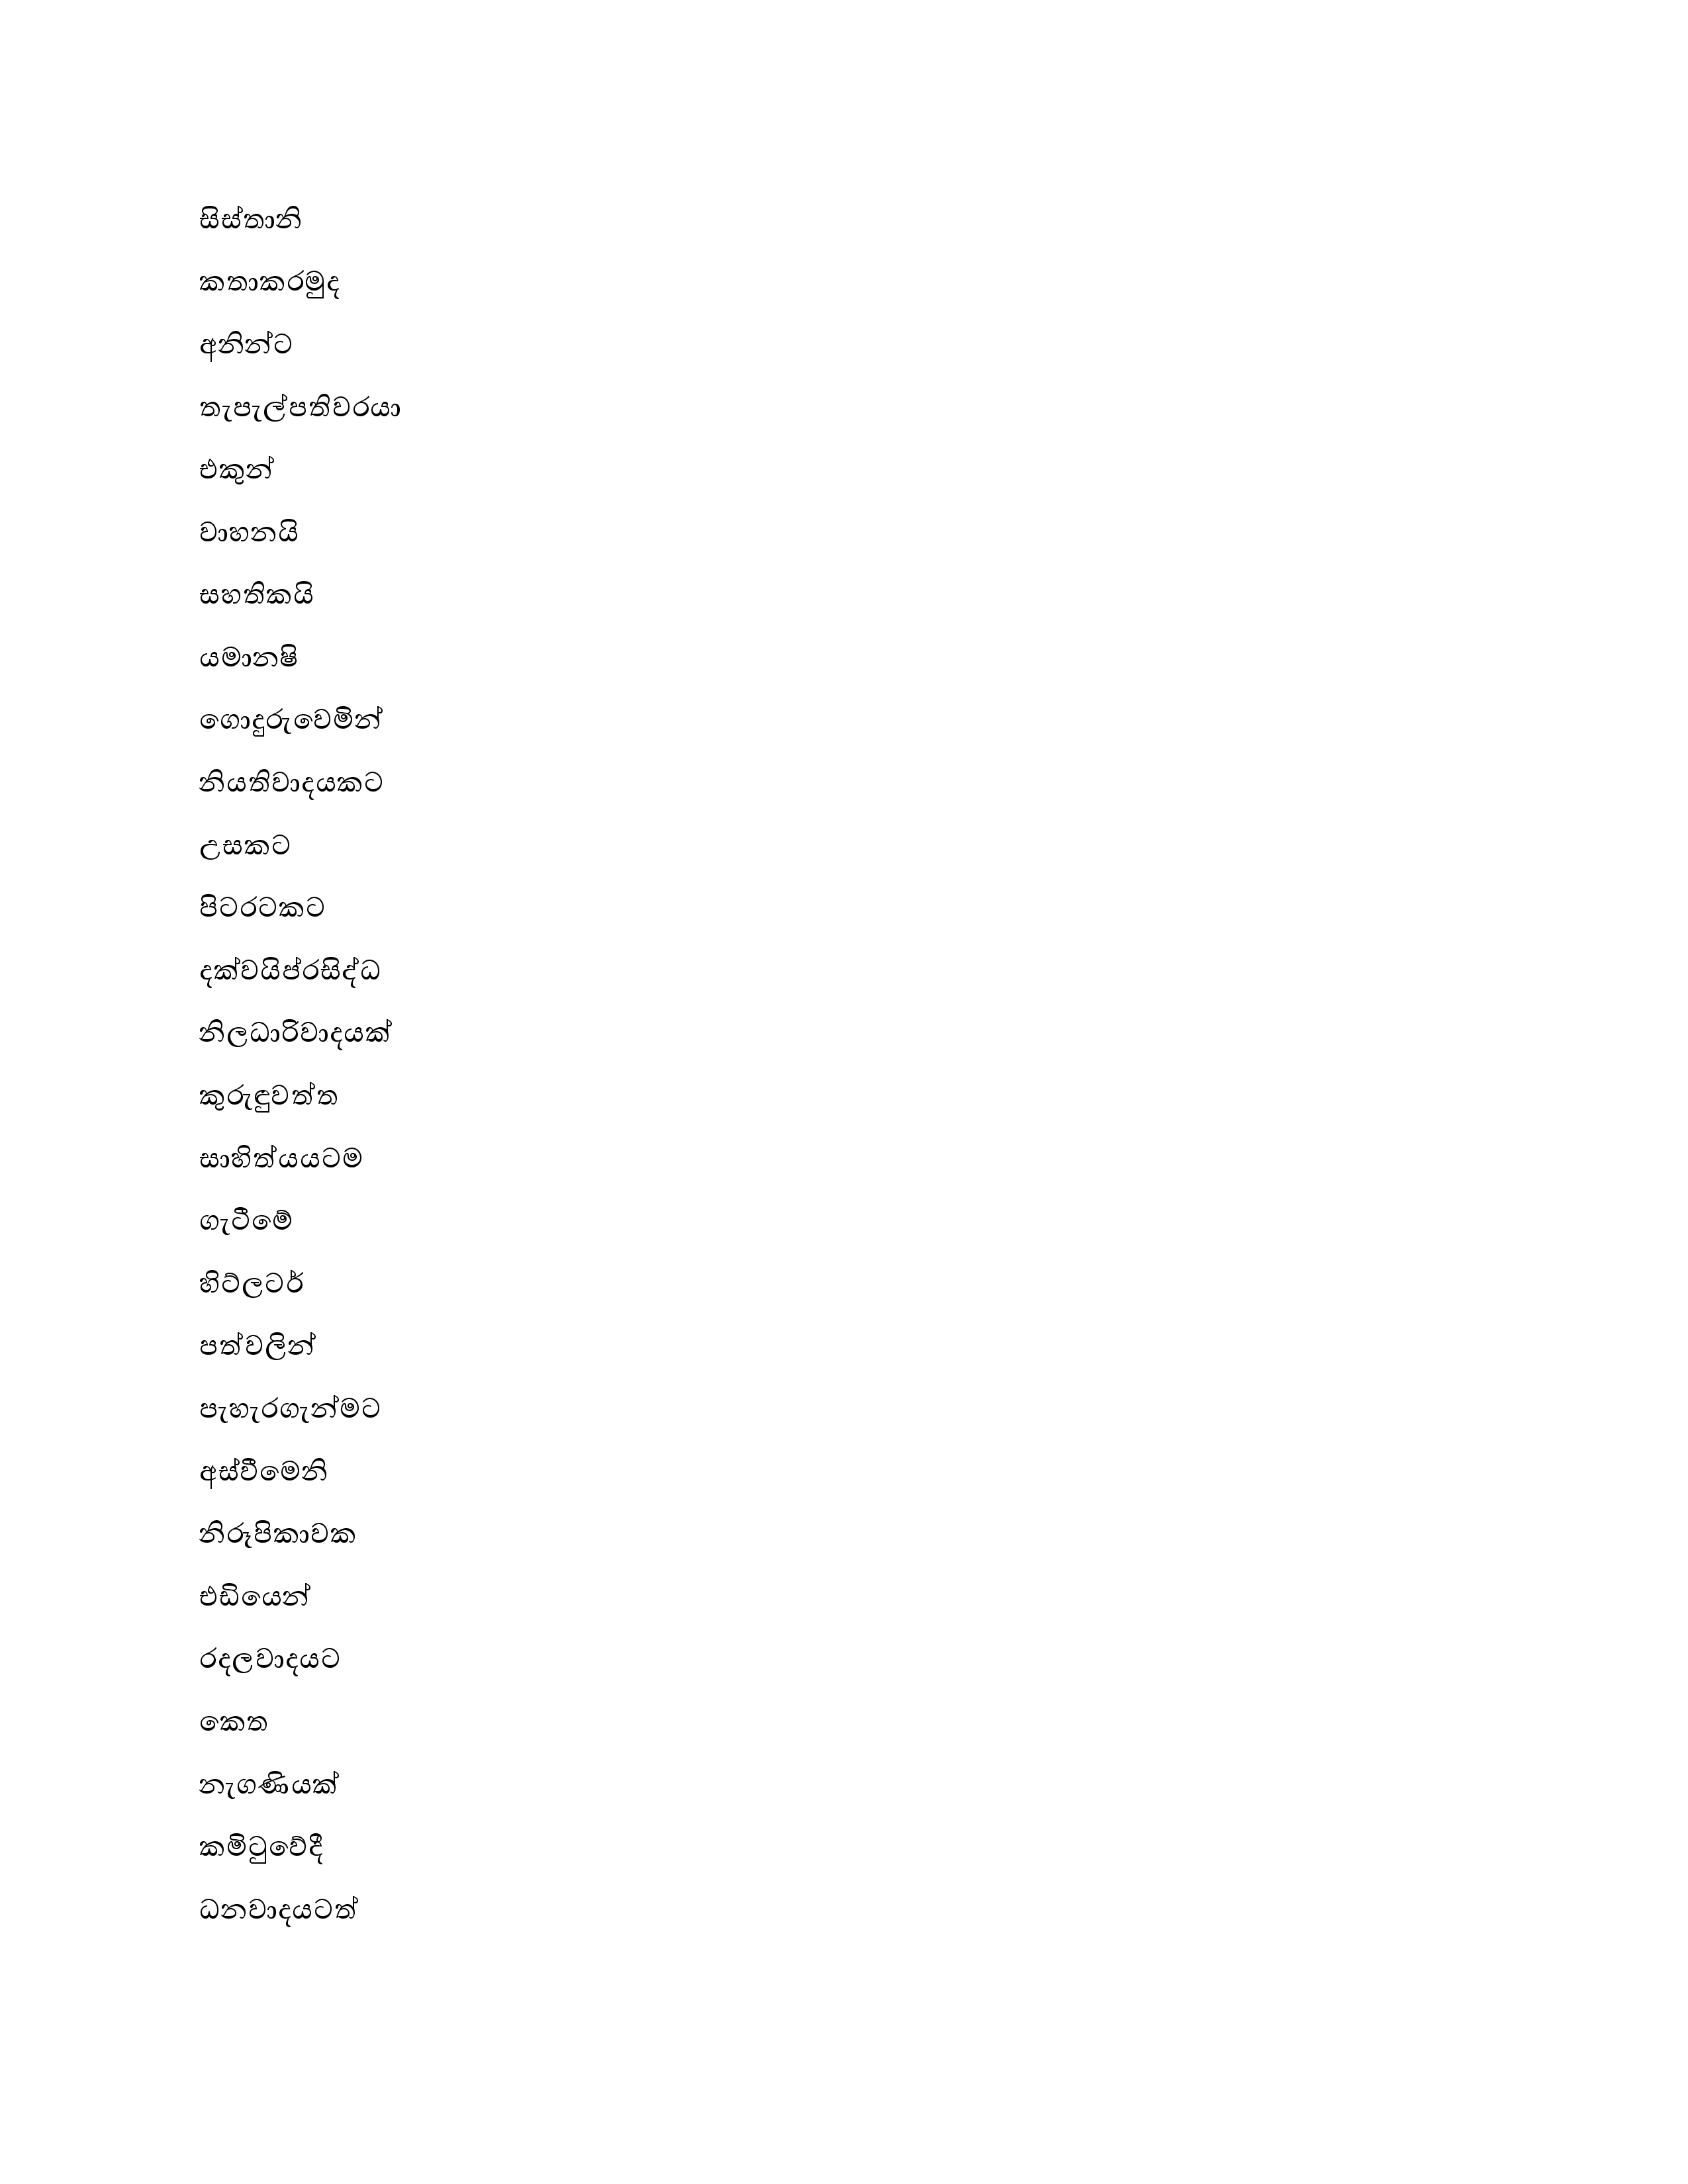 සිස්තානි
කතාකරමුද
අනින්ට
තැපැල්පතිවරයා
එකුන්
වාහනයි
සහතිකයි
යමානෂි
ගොදුරුවෙමින්
නියතිවාදයකට
උසකට
පිටරටකට
දක්වයිප්රසිද්ධ
නිලධාරිවාදයක්
කුරුඳුවත්ත
සාහිත්යයටම
ගැටීමේ
හිට්ලටර්
පත්වලින්
පැහැරගැන්මට
අස්වීමෙනි
නිරූපිකාවක
එඩියෙන්
රදලවාදයට
කෙත
නැගණියක්
කමිටුවේදී
ධනවාදයටත්